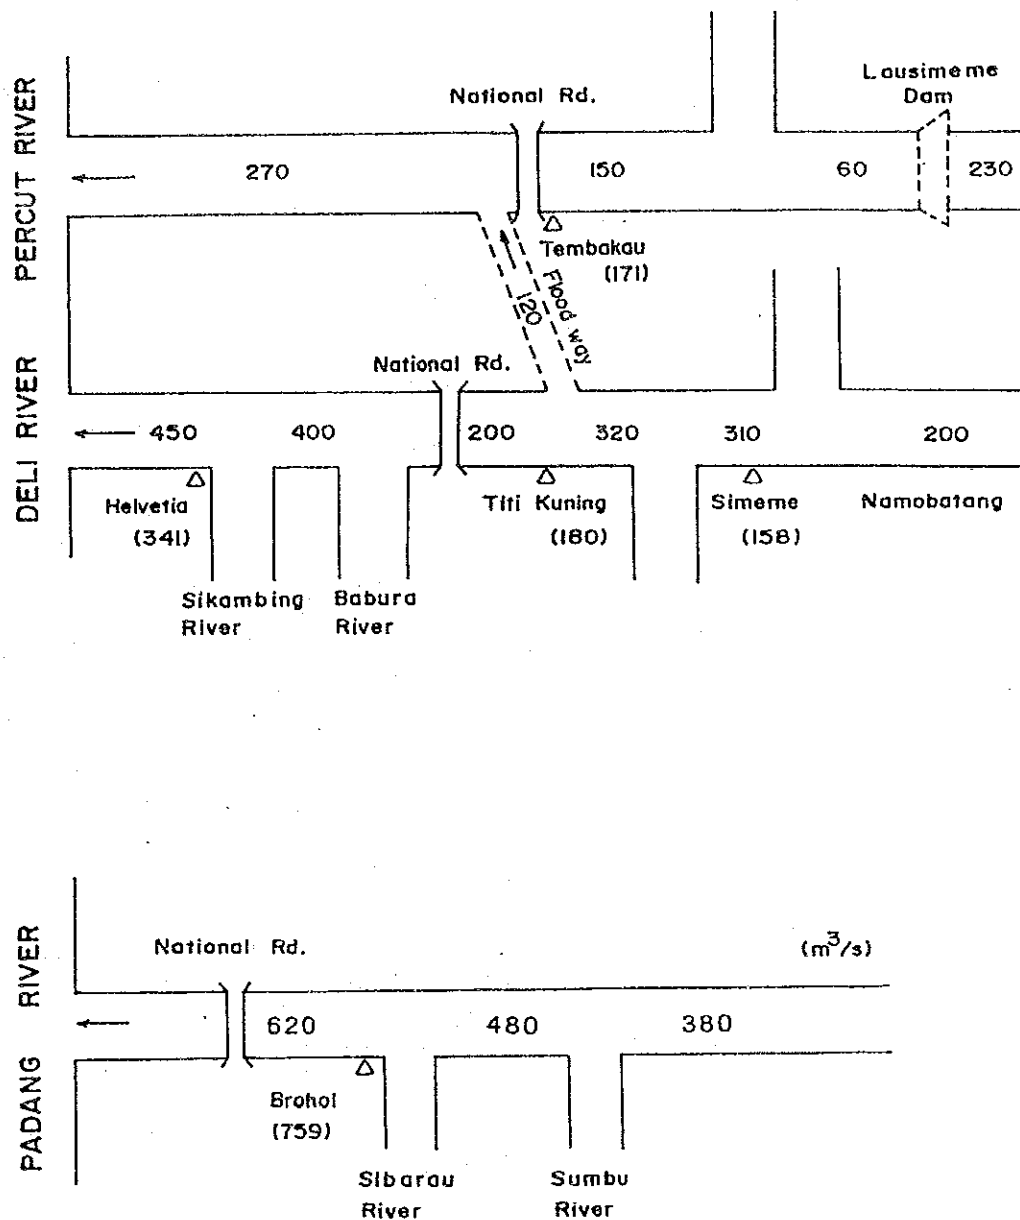 PERCUT RIVER
Lausimeme
Dam
National Rd.
270
150
60
230
Tembakau
(171)
120
Flood way
DELI RIVER
National Rd.
450
400
200
320
310
200
Helvetia
(341)
Titi Kuning
(180)
Simeme
(158)
Namobatang
Sikambing
River
Babura
River
PADANG RIVER
National Rd.
(m³/s)
620
480
380
Brohol
(759)
Sibarau
River
Sumbu
River